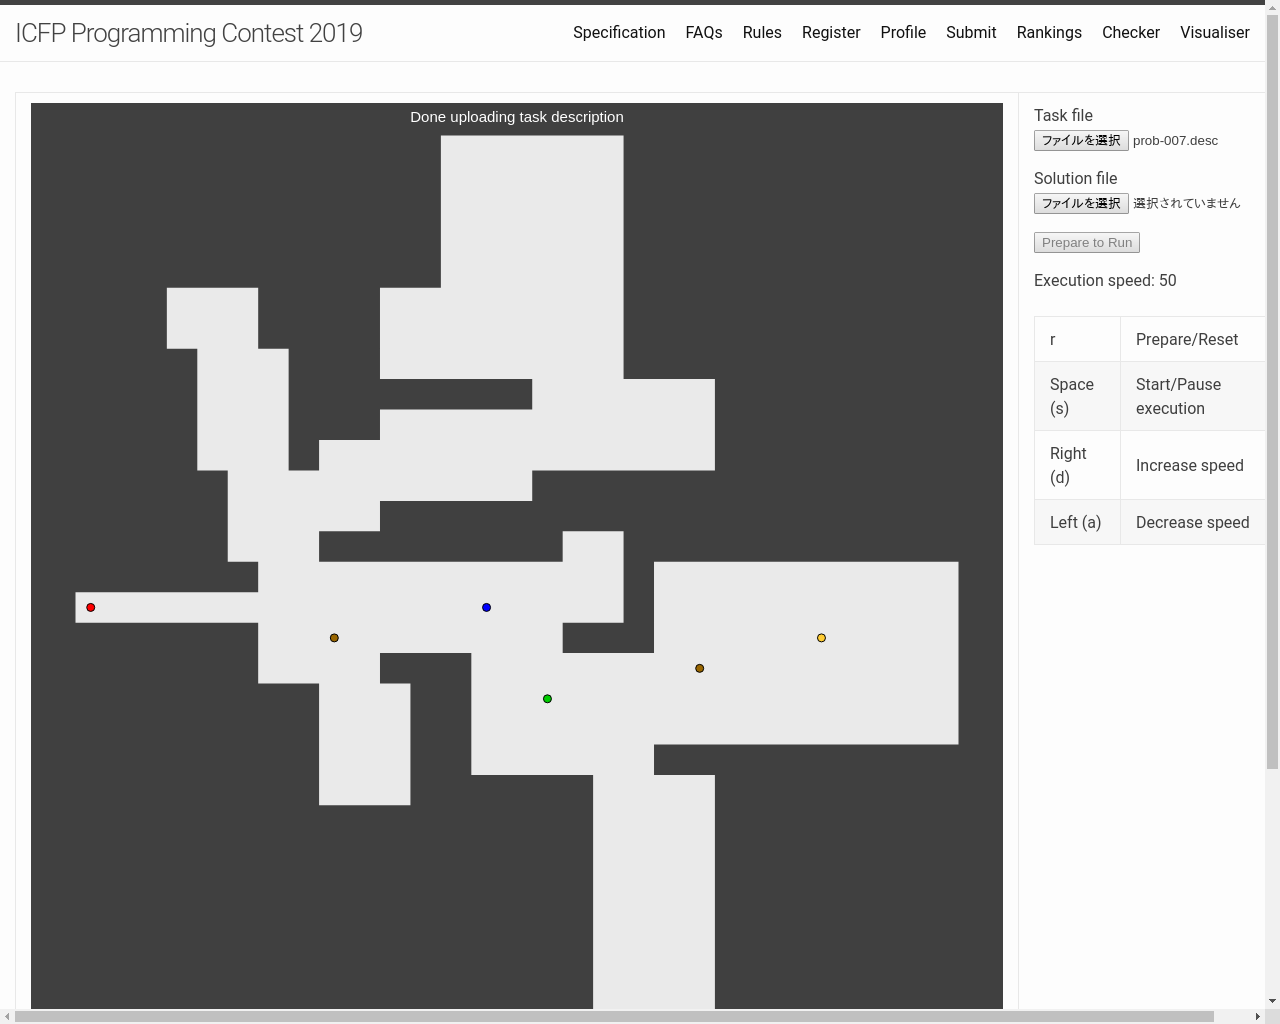 ICFP Programming Contest 2019
Specification FAQs Rules Register Profile Submit Rankings Checker Visualiser
Done uploading task description
Task file
ファイルを選択 prob-007.desc
Solution file
ファイルを選択 選択されていません
Prepare to Run
Execution speed: 50
r Prepare/Reset
Space (s) Start/Pause execution
Right (d) Increase speed
Left (a) Decrease speed